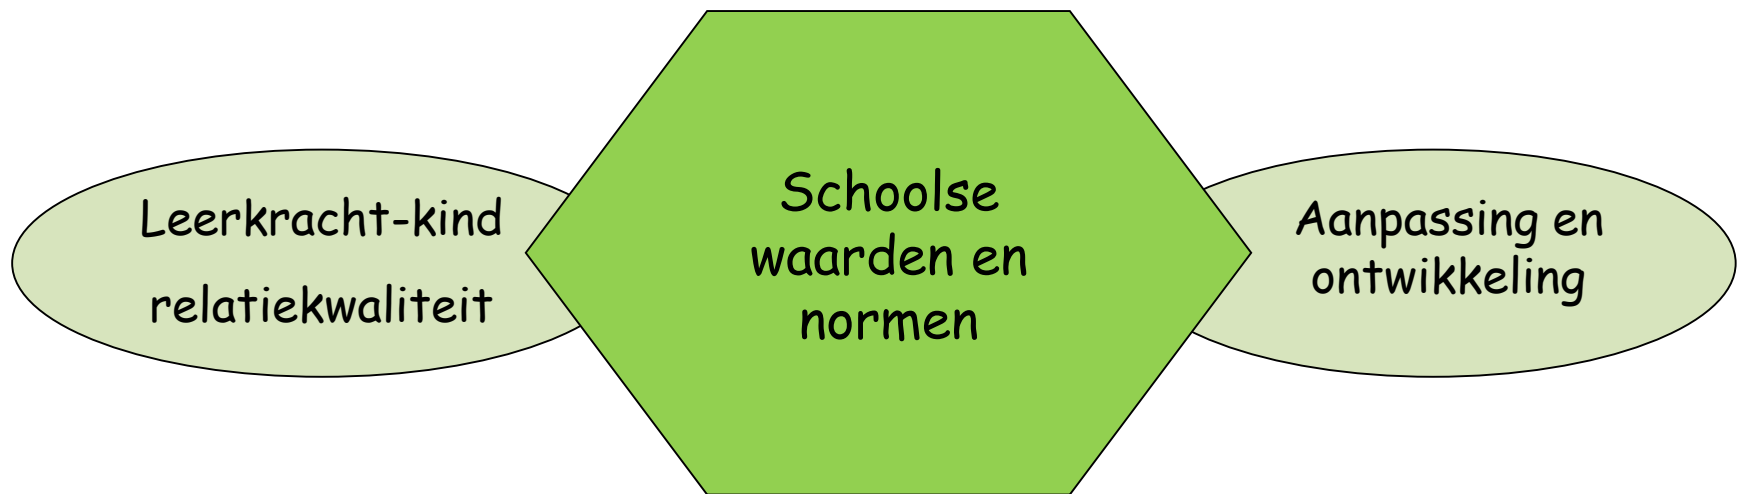 Leerkracht-kind
relatiekwaliteit
Schoolse
waarden en
normen
Aanpassing en
ontwikkeling